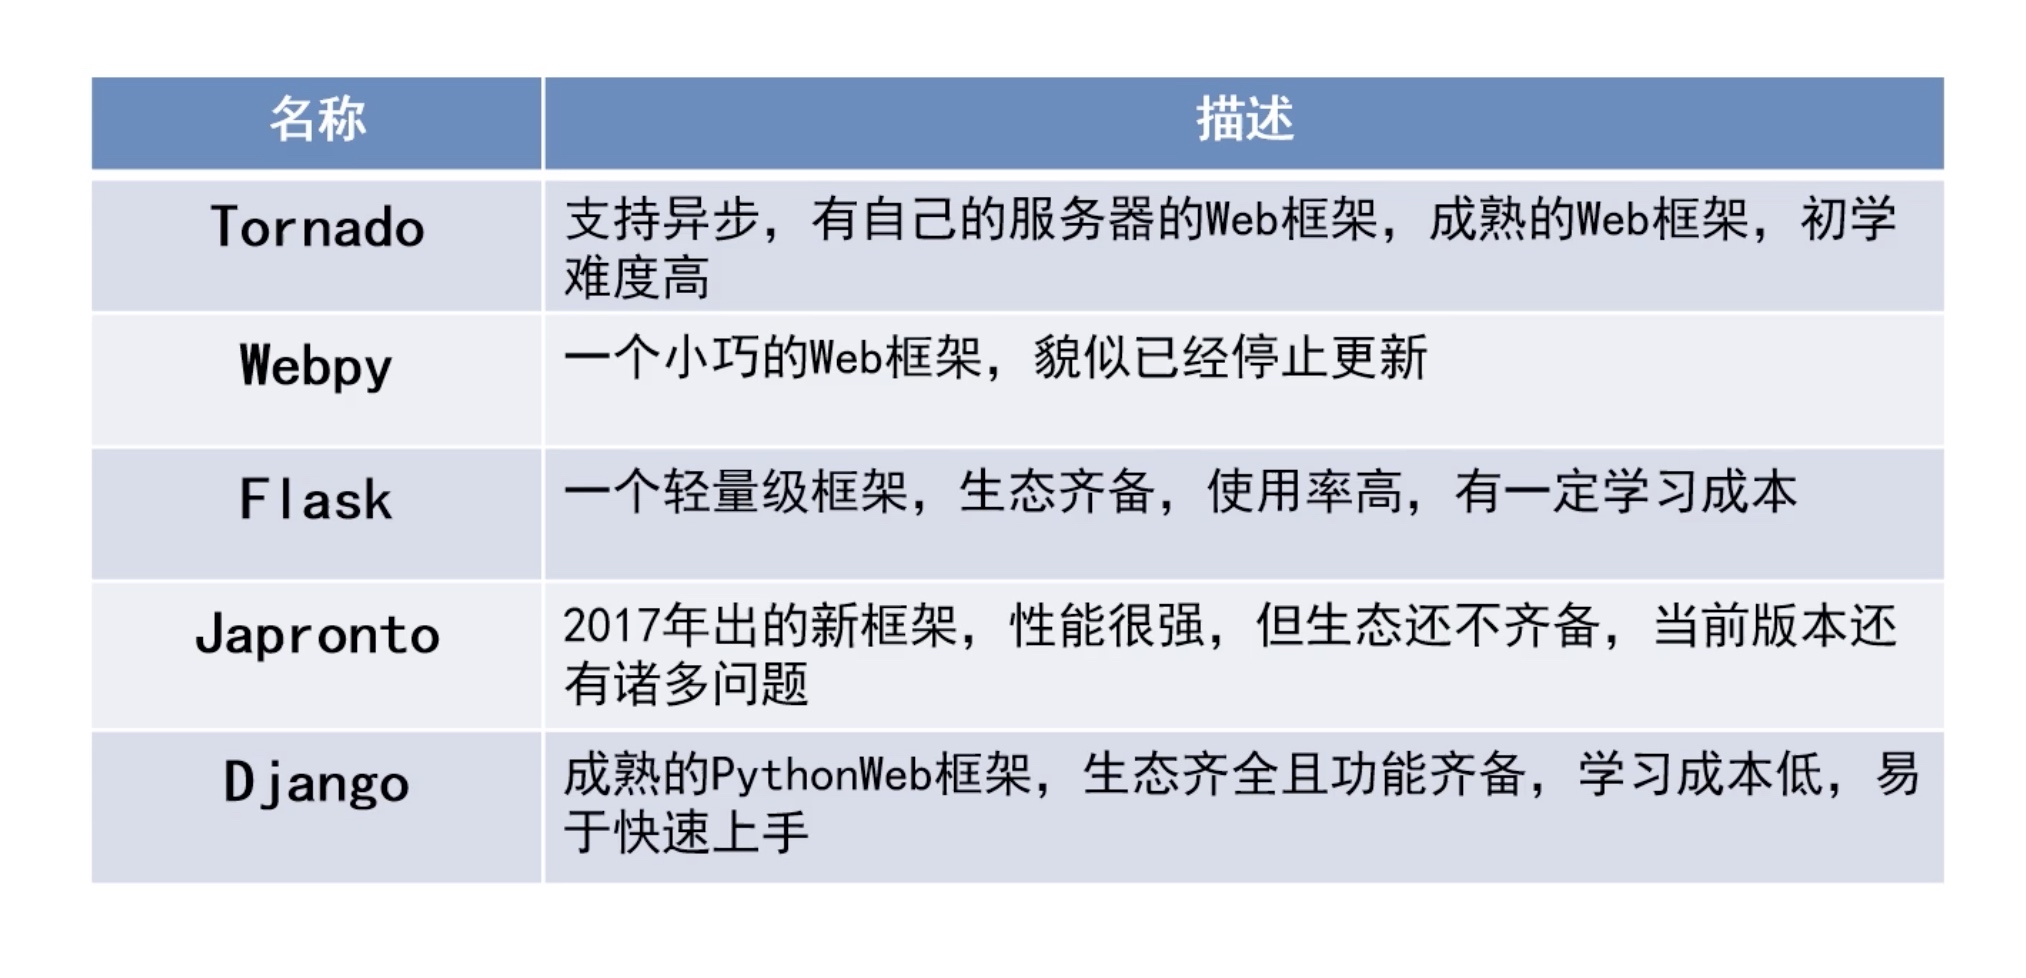 名称
描述
Tornado
支持异步，有自己的服务器的Web框架，成熟的Web框架，初学
难度高
Webpy
一个小巧的Web框架，貌似已经停止更新
Flask
一个轻量级框架，生态齐备，使用率高，有一定学习成本
Japronto
2017年出的新框架，性能很强，但生态还不齐备，当前版本还
有诸多问题
Django
成熟的PythonWeb框架，生态齐全且功能齐备，学习成本低，易
于快速上手